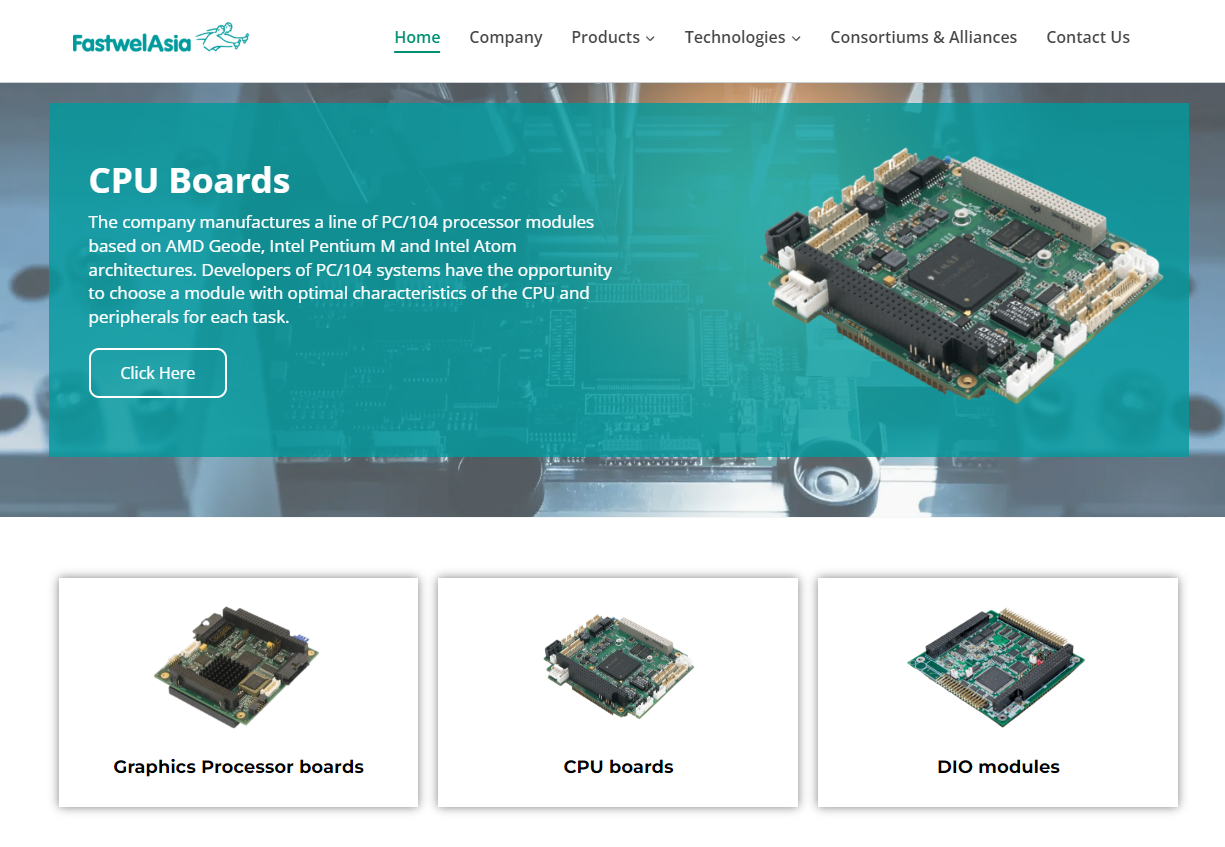 FastwelAsia
Home Company Products Technologies Consortiums & Alliances Contact Us
CPU Boards
The company manufactures a line of PC/104 processor modules
based on AMD Geode, Intel Pentium M and Intel Atom
architectures. Developers of PC/104 systems have the opportunity
to choose a module with optimal characteristics of the CPU and
peripherals for each task.
Click Here
Graphics Processor boards
CPU boards
DIO modules